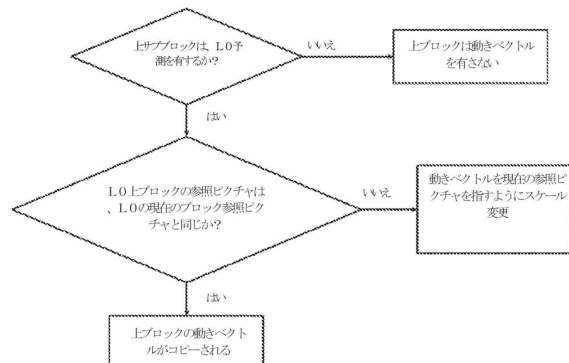 上サブブロックは、L0予
測を有するか？
いいえ
上ブロックは動きベクトル
を有さない
はい
L0上ブロックの参照ピクチャは
、L0の現在のブロック参照ピク
チャと同じか？
いいえ
動きベクトルを現在の参照ピ
クチャを指すようにスケール
変更
はい
上ブロックの動きベクト
ルがコピーされる